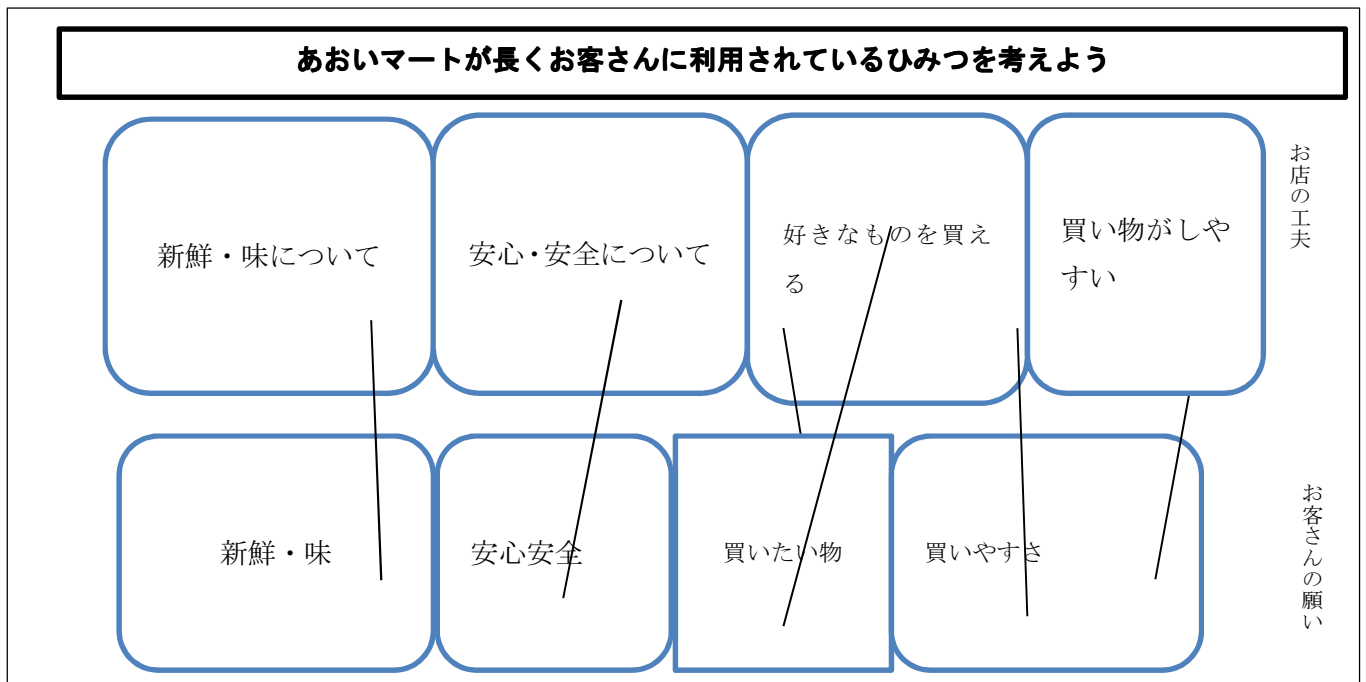 あおいマートが長くお客さんに利用されているひみつを考えよう
お店の工夫
新鮮・味について
安心・安全について
好きなものを買え
る
買い物がしや
すい
新鮮・味
安心安全
買いたい物
買いやすさ
お客さんの願い